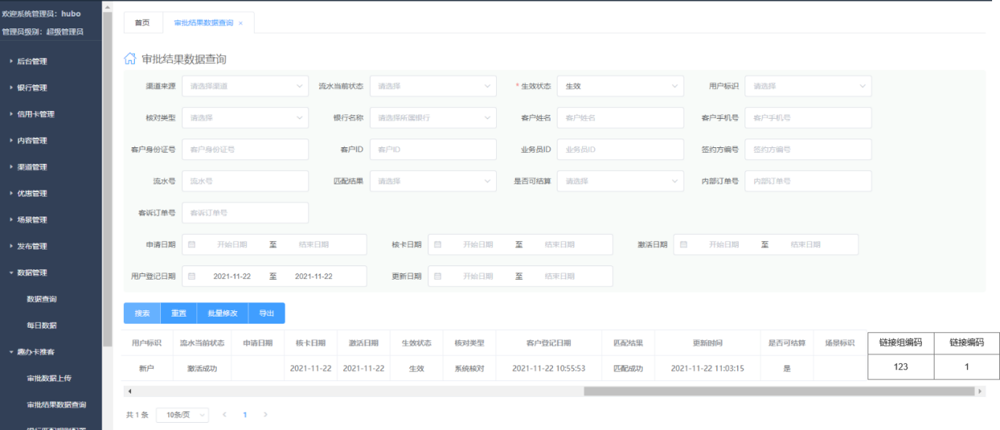 欢迎系统管理员：hubo
管理员级别：超级管理员
后台管理
银行管理
信用卡管理
内容管理
渠道管理
优惠管理
场景管理
发布管理
数据管理
数据查询
每日数据
趣办卡推客
审批数据上传
审批结果数据查询
首页 审批结果数据查询 ×
审批结果数据查询
渠道来源 请选择渠道 流水当前状态 请选择 * 生效状态 生效 用户标识 请选择
核对类型 请选择 银行名称 请选择所属银行 客户姓名 客户姓名 客户手机号 客户手机号
客户身份证号 客户身份证号 客户ID 客户ID 业务员ID 业务员ID 签约方编号 签约方编号
流水号 流水号 匹配结果 请选择 是否可结算 请选择 内部订单号 内部订单号
客诉订单号 客诉订单号
申请日期 开始日期 至 结束日期 核卡日期 开始日期 至 结束日期 激活日期 开始日期 至 结束日期
用户登记日期 2021-11-22 至 2021-11-22 更新日期 开始日期 至 结束日期
搜索 重置 批量修改 导出
用户标识 流水当前状态 申请日期 核卡日期 激活日期 生效状态 核对类型 客户登记日期 匹配结果 更新时间 是否可结算 场景标识 链接组编码 链接编码
新户 激活成功 2021-11-22 2021-11-22 生效 系统核对 2021-11-22 10:55:53 匹配成功 2021-11-22 11:03:15 是 123 1
共 1 条 10条/页 < 1 >